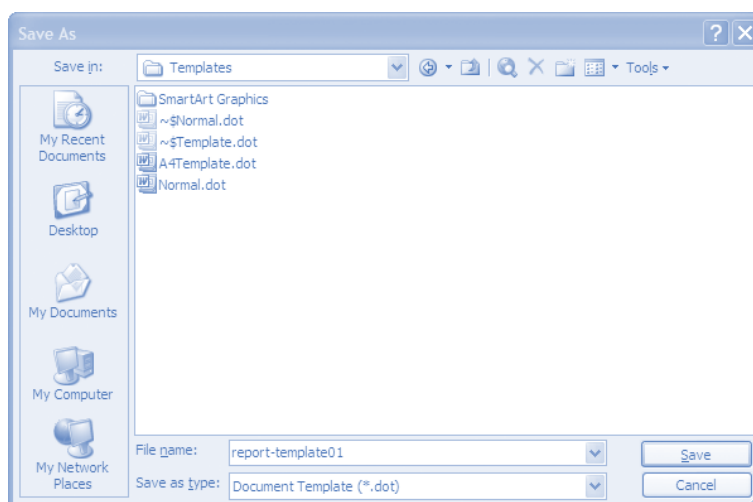 Save As
Save in:
Templates
Tools
My Recent
Documents
Desktop
My Documents
My Computer
My Network
Places
SmartArt Graphics
~$Normal.dot
~$Template.dot
A4Template.dot
Normal.dot
File name:
report-template01
Save
Save as type:
Document Template (*.dot)
Cancel